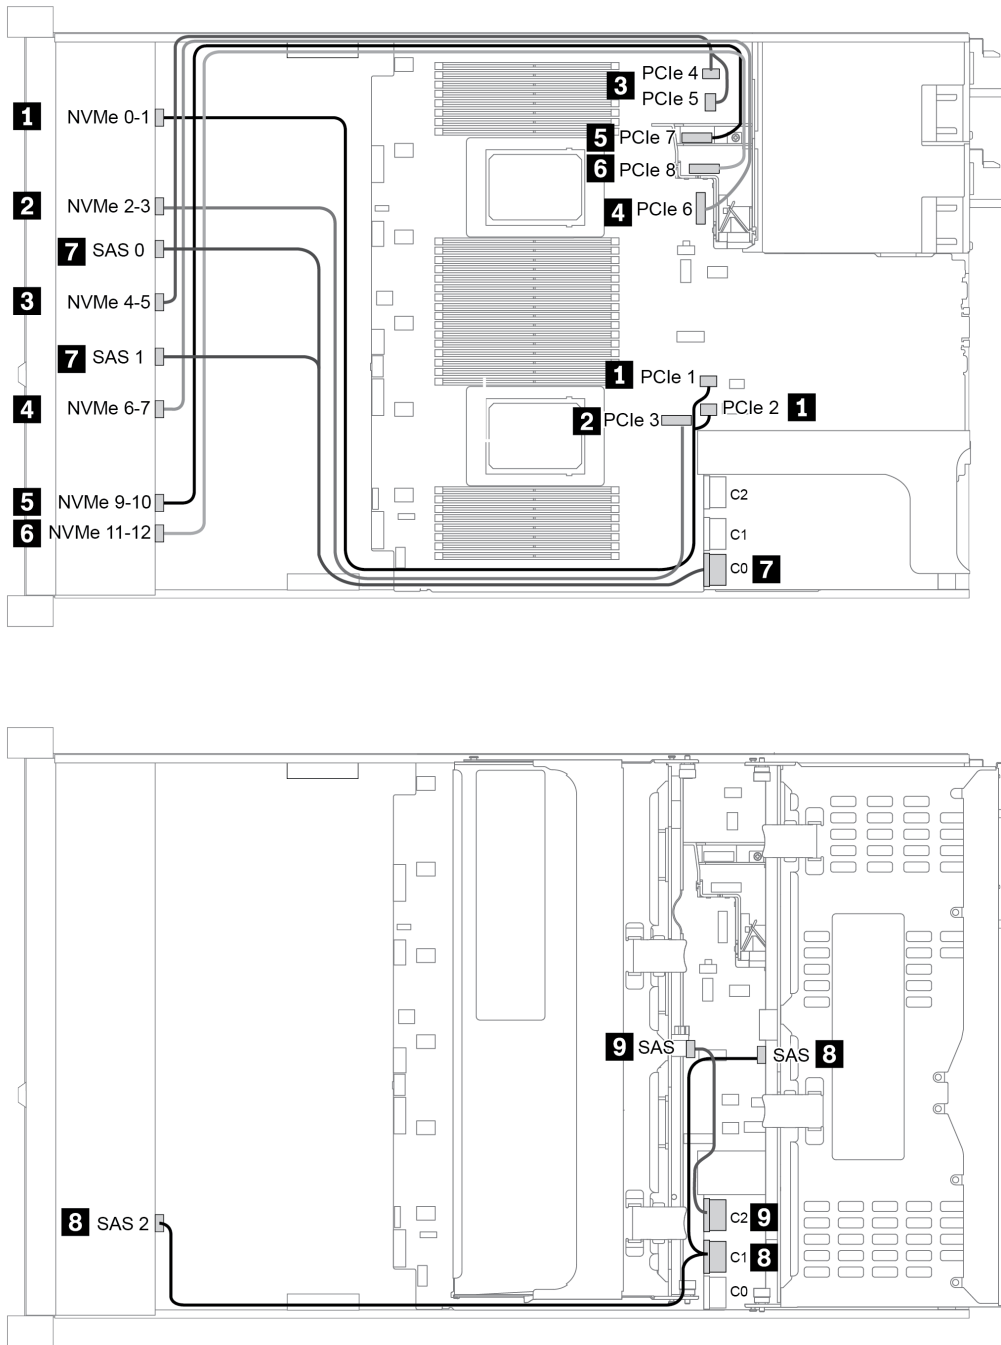 PCIe 4
3
PCIe 5
1 NVMe 0-1
5 PCIe 7
6 PCIe 8
2 NVMe 2-3
4 PCIe 6
7 SAS 0
3 NVMe 4-5
7 SAS 1
1 PCIe 1
4 NVMe 6-7
PCIe 2 1
2 PCIe 3
5 NVMe 9-10
C2
6 NVMe 11-12
C1
C0 7
9 SAS
SAS 8
8 SAS 2
C2 9
C1 8
C0